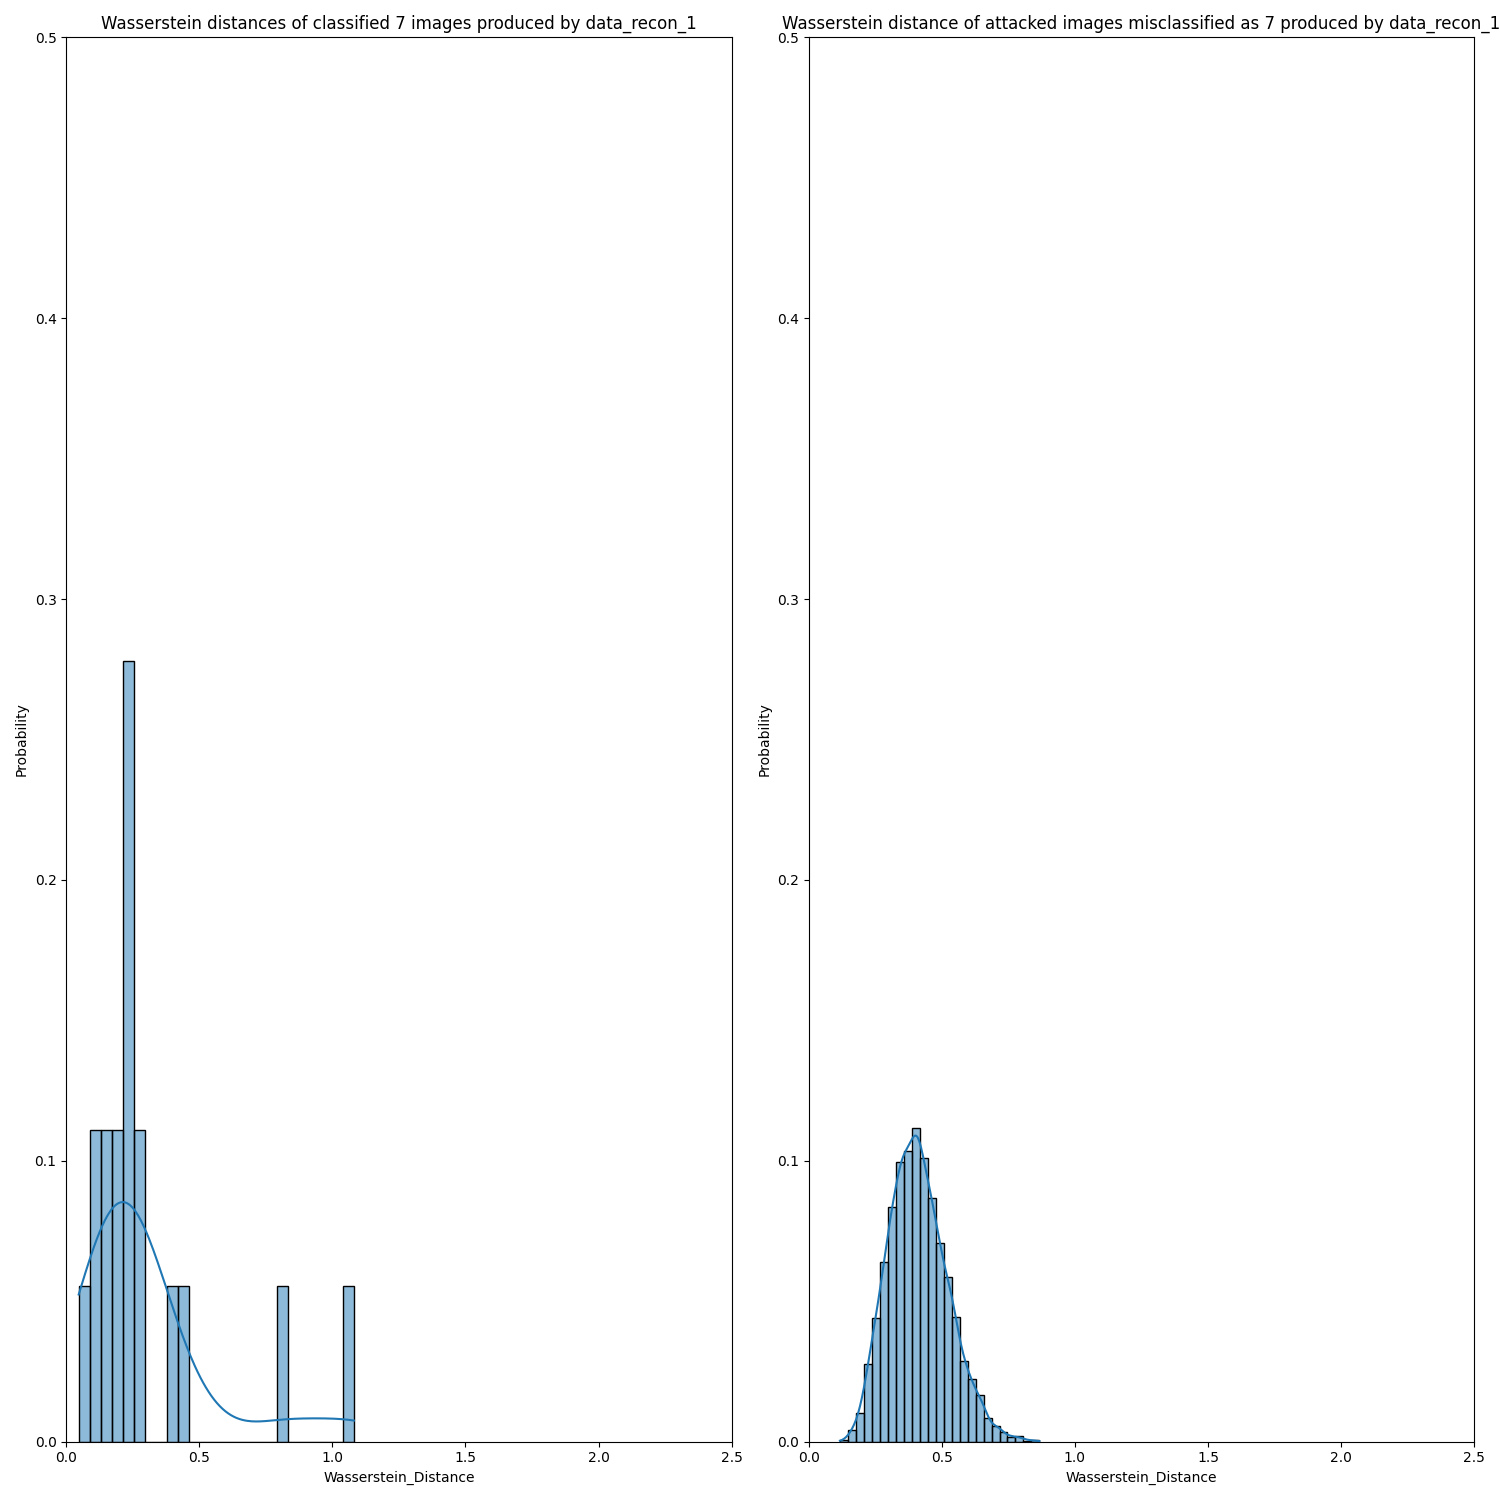 Wasserstein distances of classified 7 images produced by data_recon_1
0.5
0.4
0.3
0.2
0.1
0.0
Probability
0.0 0.5 1.0 1.5 2.0 2.5
Wasserstein_Distance
Wasserstein distance of attacked images misclassified as 7 produced by data_recon_1
0.5
0.4
0.3
0.2
0.1
0.0
Probability
0.0 0.5 1.0 1.5 2.0 2.5
Wasserstein_Distance